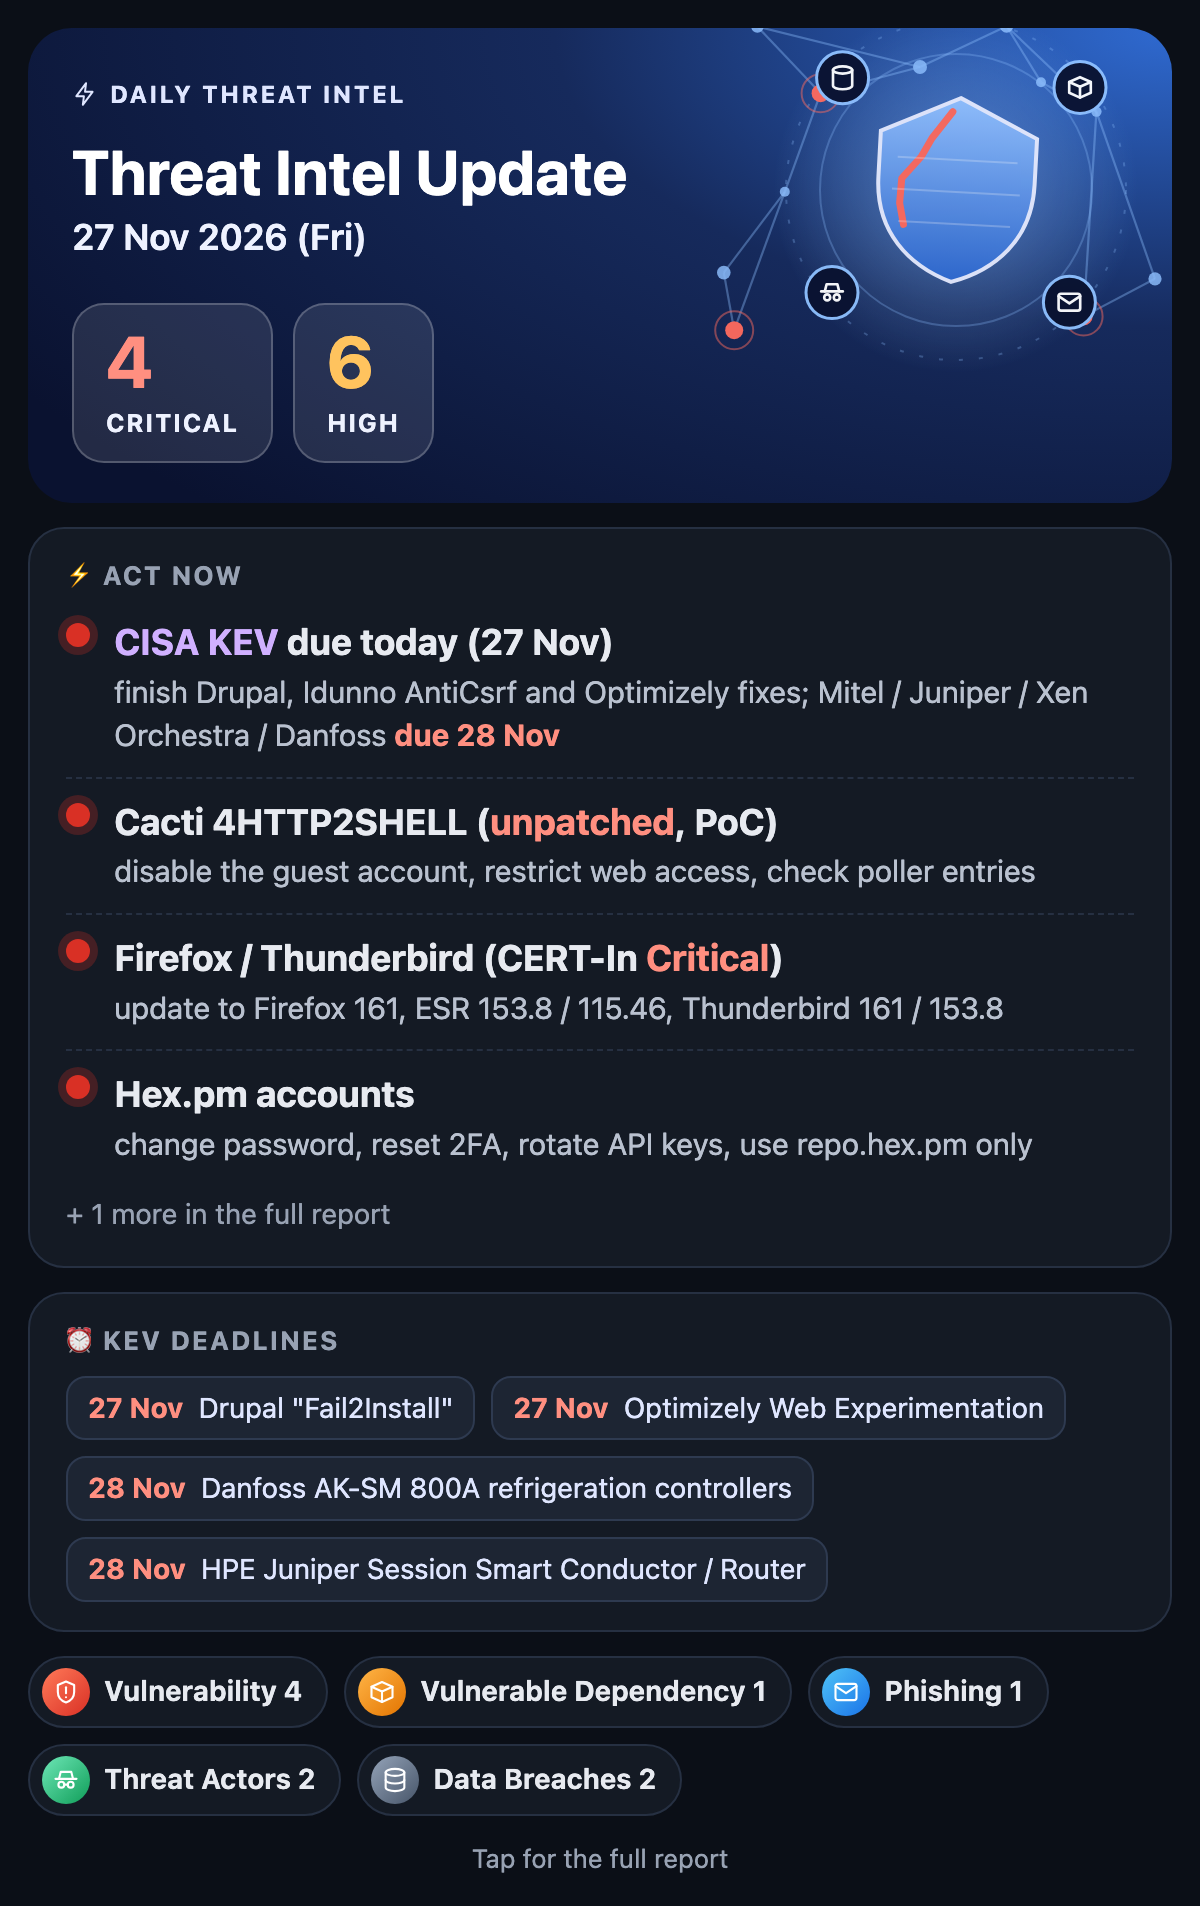 DAILY THREAT INTEL
Threat Intel Update
27 Nov 2026 (Fri)
4
CRITICAL
6
HIGH
⚡ ACT NOW
CISA KEV due today (27 Nov)
finish Drupal, Idunno AntiCsrf and Optimizely fixes; Mitel / Juniper / Xen
Orchestra / Danfoss due 28 Nov
Cacti 4HTTP2SHELL (unpatched, PoC)
disable the guest account, restrict web access, check poller entries
Firefox / Thunderbird (CERT-In Critical)
update to Firefox 161, ESR 153.8 / 115.46, Thunderbird 161 / 153.8
Hex.pm accounts
change password, reset 2FA, rotate API keys, use repo.hex.pm only
+ 1 more in the full report
⏰ KEV DEADLINES
27 Nov Drupal "Fail2Install"
27 Nov Optimizely Web Experimentation
28 Nov Danfoss AK-SM 800A refrigeration controllers
28 Nov HPE Juniper Session Smart Conductor / Router
Vulnerability 4
Vulnerable Dependency 1
Phishing 1
Threat Actors 2
Data Breaches 2
Tap for the full report